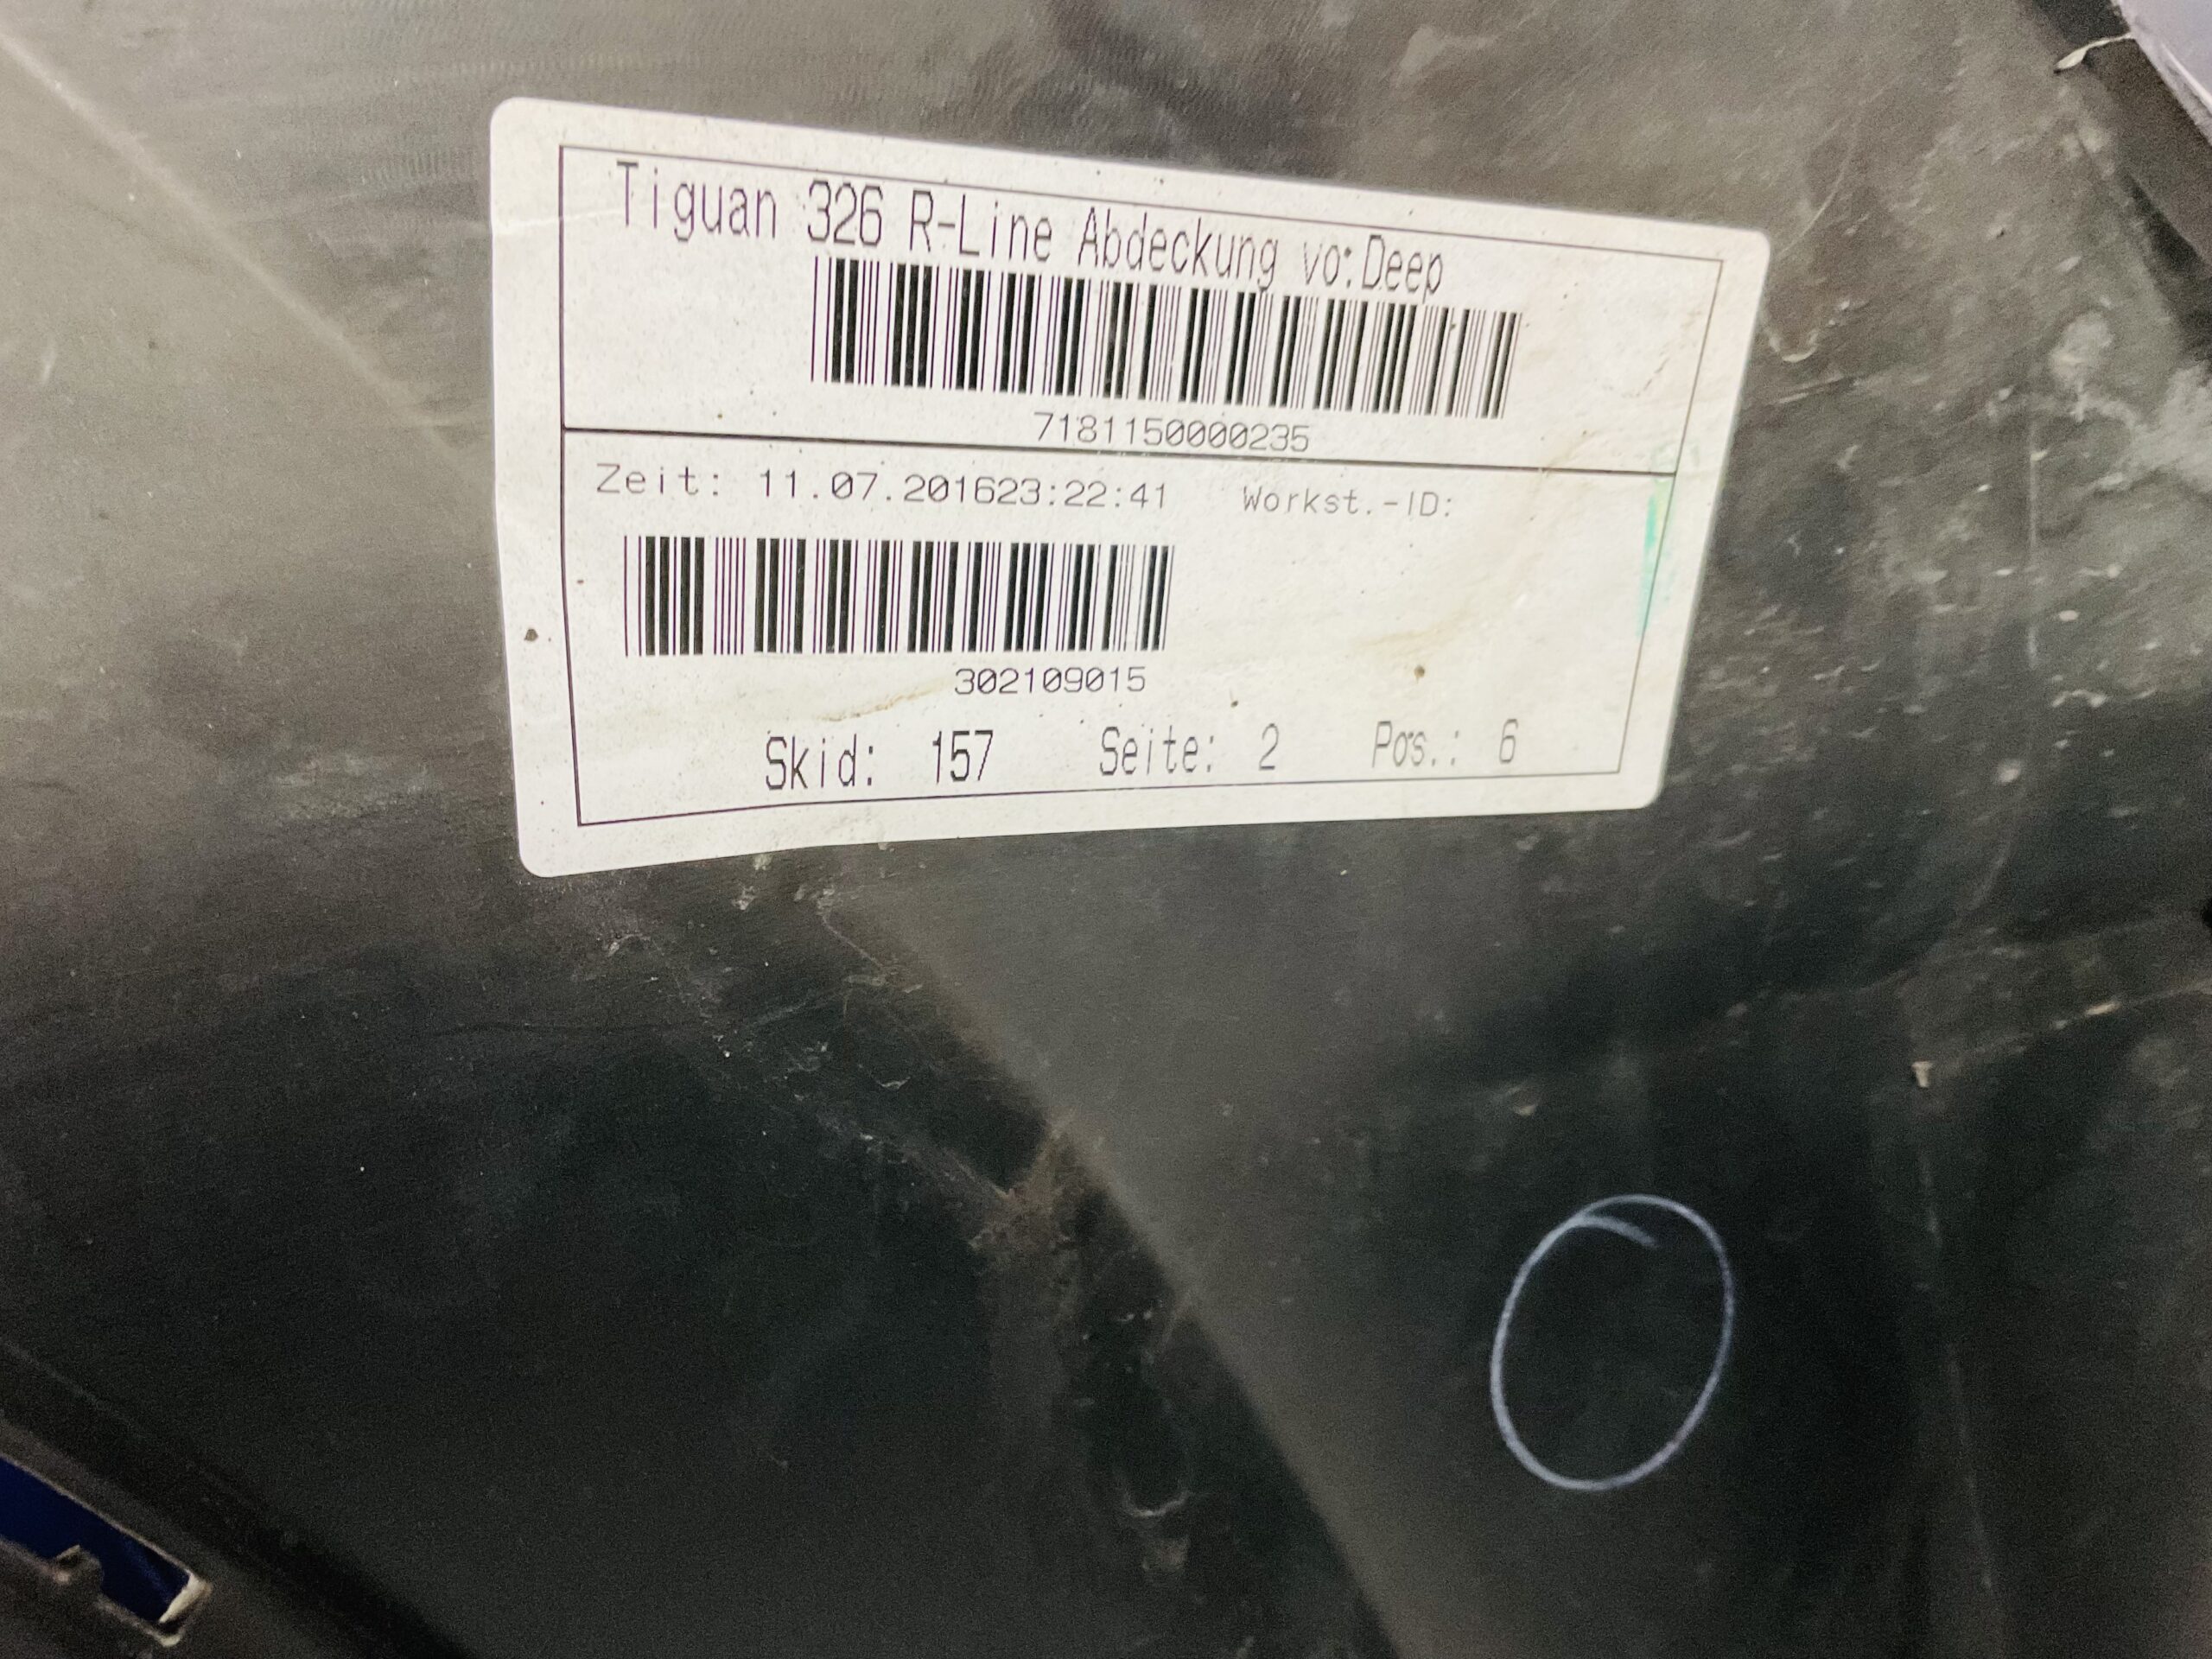 Tiguan 326 R-Line Abdeckung vo:Deep
7181150000235
Zeit: 11.07.201623:22:41 Workst.-ID:
302109015
Skid: 157 Seite: 2 Pos.: 6